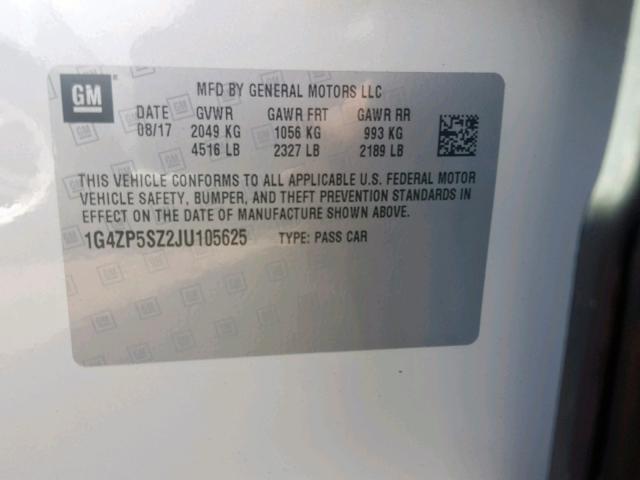 GM
MFD BY GENERAL MOTORS LLC
DATE GVWR GAWR FRT GAWR RR
08/17 2049 KG 1056 KG 993 KG
4516 LB 2327 LB 2189 LB
THIS VEHICLE CONFORMS TO ALL APPLICABLE U.S. FEDERAL MOTOR
VEHICLE SAFETY, BUMPER, AND THEFT PREVENTION STANDARDS IN
EFFECT ON THE DATE OF MANUFACTURE SHOWN ABOVE.
1G4ZP5SZ2JU105625 TYPE: PASS CAR